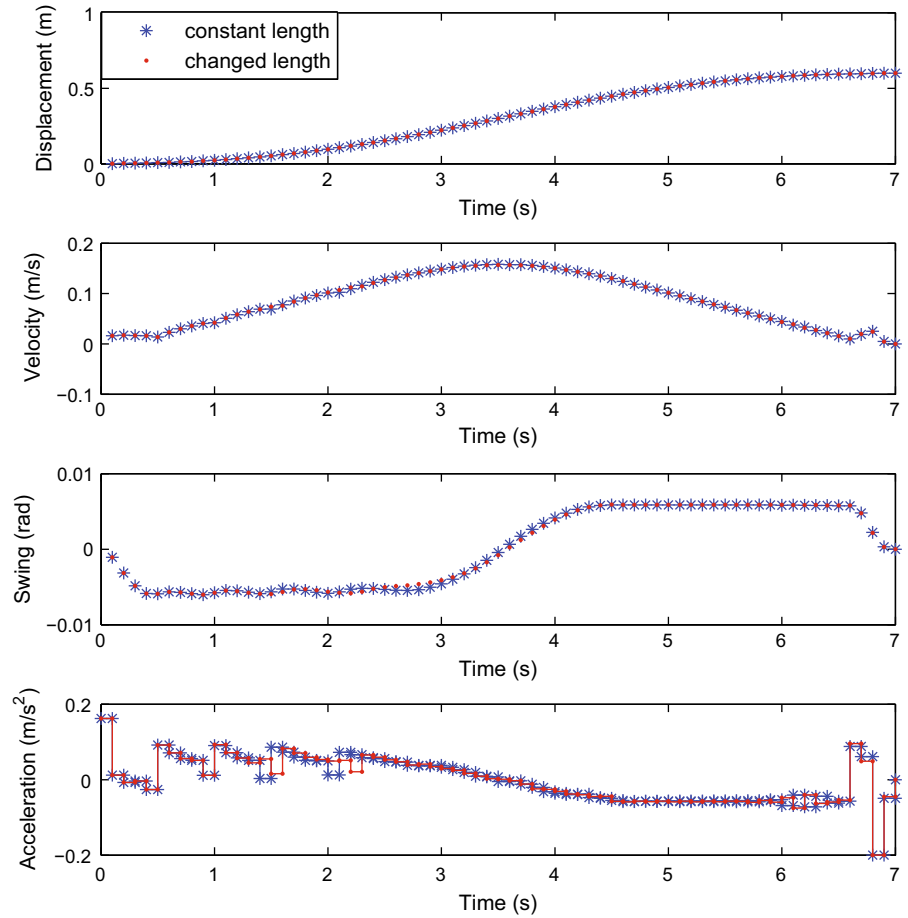 constant length
changed length
Displacement (m)
1
0.5
0
0 1 2 3 4 5 6 7
Time (s)
Velocity (m/s)
0.2
0.1
0
−0.1
0 1 2 3 4 5 6 7
Time (s)
Swing (rad)
0.01
0
−0.01
0 1 2 3 4 5 6 7
Time (s)
Acceleration (m/s²)
0.2
0
−0.2
0 1 2 3 4 5 6 7
Time (s)